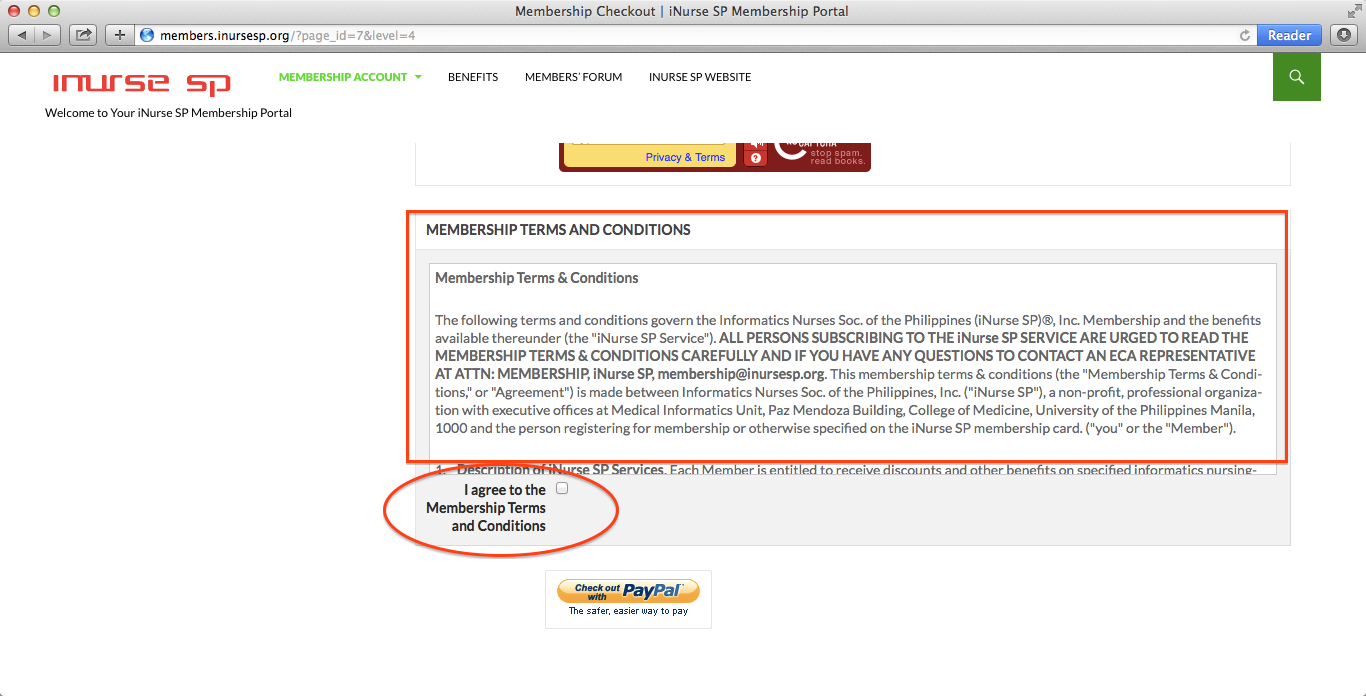 Membership Checkout | iNurse SP Membership Portal
members.inursesp.org/?page_id=7&level=4
Reader
inurse sp
MEMBERSHIP ACCOUNT BENEFITS MEMBERS' FORUM INURSE SP WEBSITE
Welcome to Your iNurse SP Membership Portal
Privacy & Terms
stop spam.
read books.
MEMBERSHIP TERMS AND CONDITIONS
Membership Terms & Conditions
The following terms and conditions govern the Informatics Nurses Soc. of the Philippines (iNurse SP)®, Inc. Membership and the benefits
available thereunder (the "iNurse SP Service"). ALL PERSONS SUBSCRIBING TO THE iNurse SP SERVICE ARE URGED TO READ THE
MEMBERSHIP TERMS & CONDITIONS CAREFULLY AND IF YOU HAVE ANY QUESTIONS TO CONTACT AN ECA REPRESENTATIVE
AT ATTN: MEMBERSHIP, iNurse SP, membership@inursesp.org. This membership terms & conditions (the "Membership Terms & Condi-
tions," or "Agreement") is made between Informatics Nurses Soc. of the Philippines, Inc. ("iNurse SP"), a non-profit, professional organiza-
tion with executive offices at Medical Informatics Unit, Paz Mendoza Building, College of Medicine, University of the Philippines Manila,
1000 and the person registering for membership or otherwise specified on the iNurse SP membership card. ("you" or the "Member").
1. Description of iNurse SP Services. Each Member is entitled to receive discounts and other benefits on specified informatics nursing-
I agree to the
Membership Terms
and Conditions
Check out
with PayPal
The safer, easier way to pay